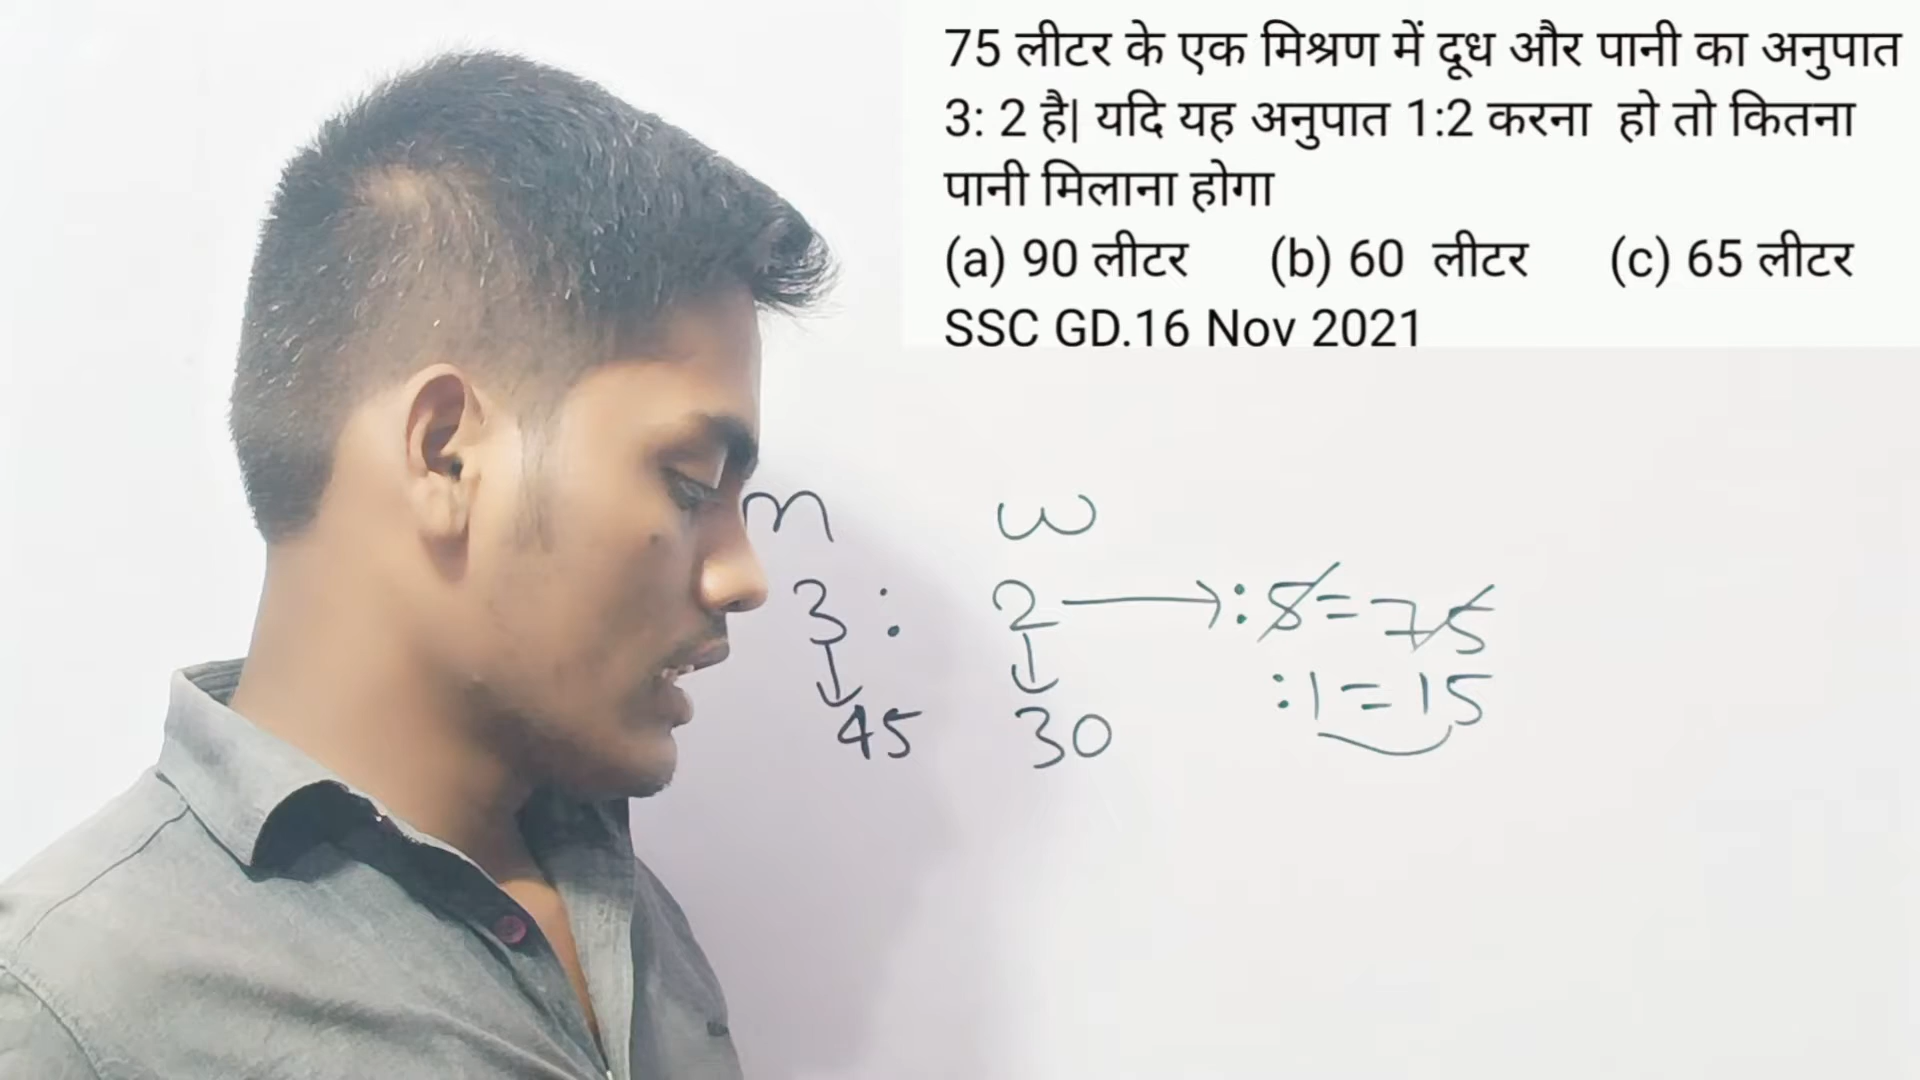 75 लीटर के एक मिश्रण में दूध और पानी का अनुपात
3: 2 है| यदि यह अनुपात 1:2 करना हो तो कितना
पानी मिलाना होगा
(a) 90 लीटर (b) 60 लीटर (c) 65 लीटर
SSC GD.16 Nov 2021
m w
3 : 2 → :5=75
:1=15
45 30